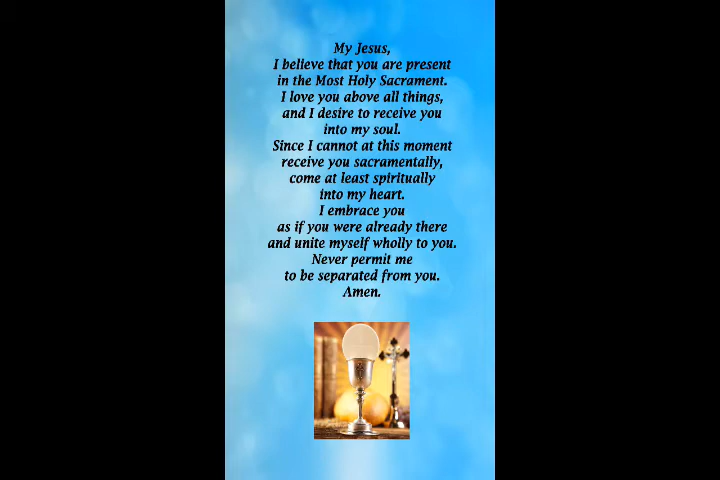 My Jesus,
I believe that you are present
in the Most Holy Sacrament.
I love you above all things,
and I desire to receive you
into my soul.
Since I cannot at this moment
receive you sacramentally,
come at least spiritually
into my heart.
I embrace you
as if you were already there
and unite myself wholly to you.
Never permit me
to be separated from you.
Amen.